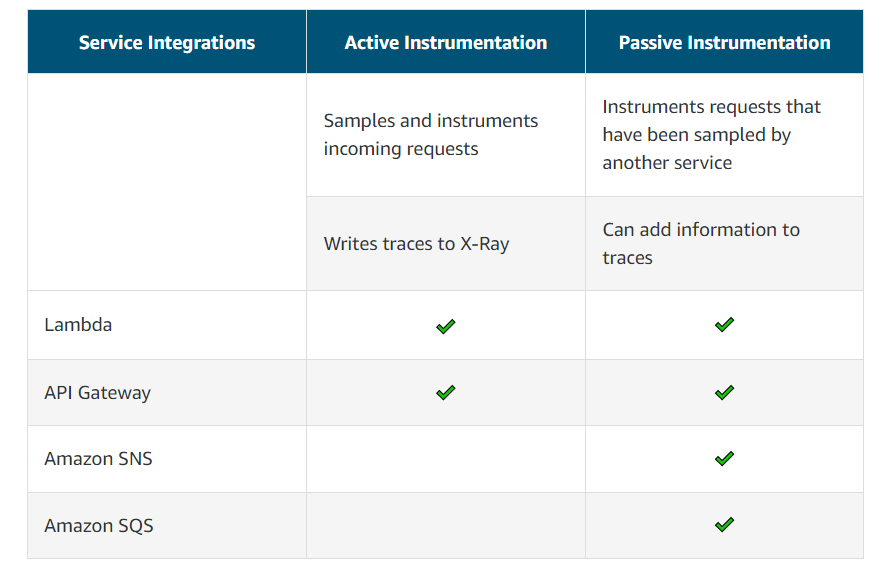 Service Integrations
Active Instrumentation
Passive Instrumentation
Samples and instruments
incoming requests
Instruments requests that
have been sampled by
another service
Writes traces to X-Ray
Can add information to
traces
Lambda
API Gateway
Amazon SNS
Amazon SQS